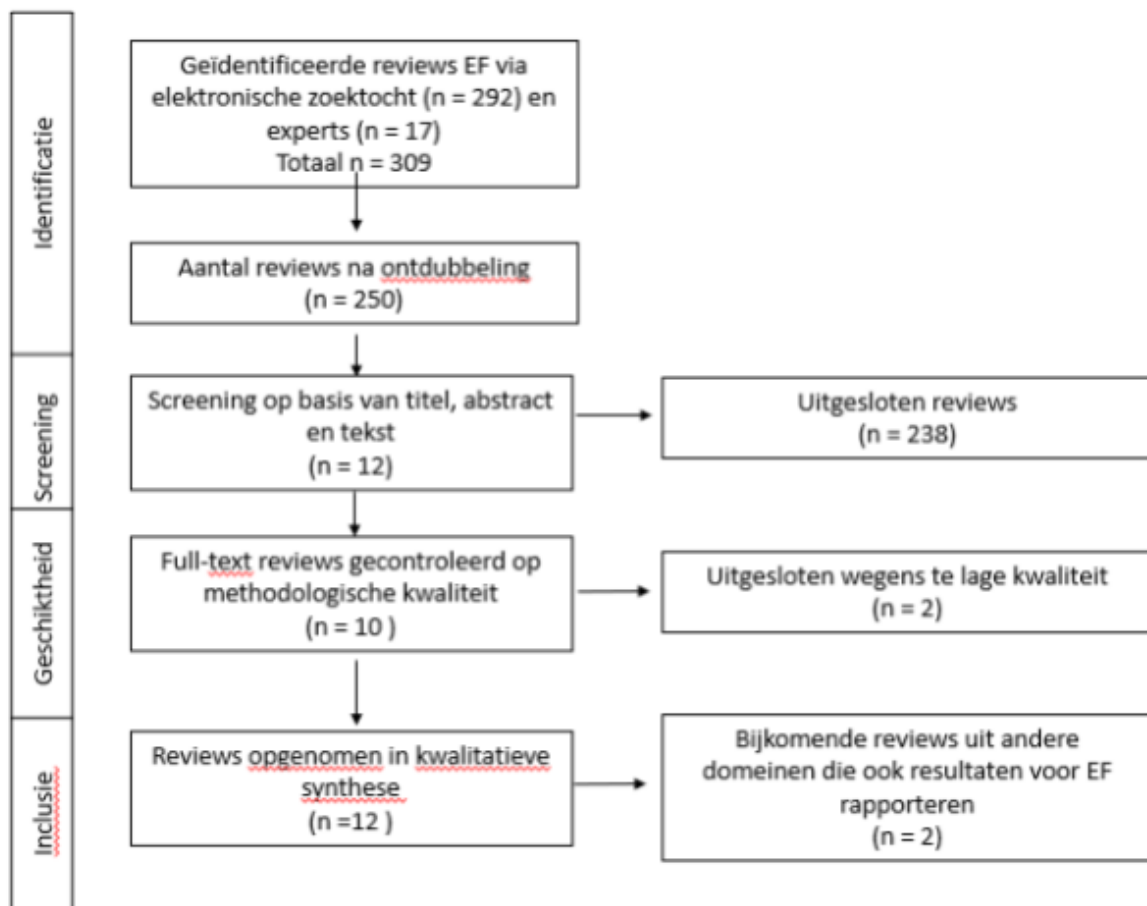 Identificatie
Geïdentificeerde reviews EF via
elektronische zoektocht (n = 292) en
experts (n = 17)
Totaal n = 309
Aantal reviews na ontdubbeling
(n = 250)
Screening
Screening op basis van titel, abstract
en tekst
(n = 12)
Uitgesloten reviews
(n = 238)
Geschiktheid
Full-text reviews gecontroleerd op
methodologische kwaliteit
(n = 10 )
Uitgesloten wegens te lage kwaliteit
(n = 2)
Inclusie
Reviews opgenomen in kwalitatieve
synthese
(n =12 )
Bijkomende reviews uit andere
domeinen die ook resultaten voor EF
rapporteren
(n = 2)